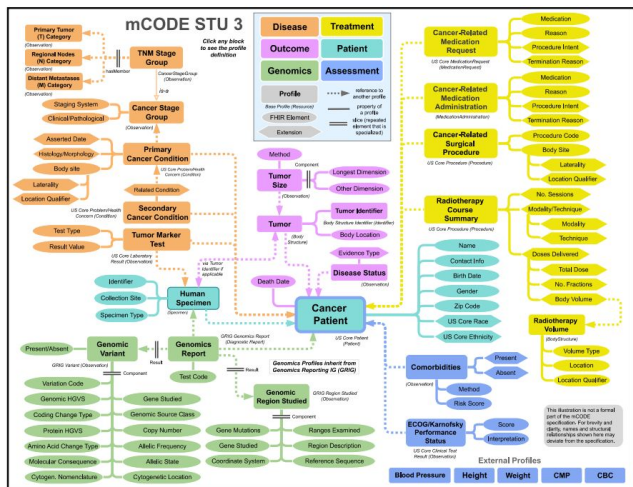 mCODE STU 3
Click any block
to see the profile
definition
Disease
Treatment
Outcome
Patient
Genomics
Assessment
Profile
Base Profile (Resource)
FHIR Element
Extension
reference to
another profile
property of a
profile
slice (repeated
element that is
specialized)
Primary Tumor
(T) Category
(Observation)
Regional Nodes
(N) Category
(Observation)
Distant Metastases
(M) Category
(Observation)
hasMember
TNM Stage
Group
CancerStageGroup
(Observation)
is-a
Staging System
Clinical/Pathological
Cancer Stage
Group
(Observation)
Asserted Date
Histology/Morphology
Body site
Laterality
Location Qualifier
Primary
Cancer Condition
US Core Problem/Health
Concern (Condition)
Related Condition
Secondary
Cancer Condition
US Core Problem/Health
Concern (Condition)
Test Type
Result Value
Tumor Marker
Test
US Core Laboratory
Result (Observation)
Method
Tumor
Size
Component
(Observation)
Longest Dimension
Other Dimension
Tumor
(Body
Structure)
Tumor Identifier
Body Structure Identifier (Identifier)
Body Location
Evidence Type
Disease Status
(Observation)
via Tumor
Identifier if
applicable
Identifier
Collection Site
Specimen Type
Human
Specimen
(Specimen)
Death Date
Cancer
Patient
US Core Patient
(Patient)
Name
Contact Info
Birth Date
Gender
Zip Code
US Core Race
US Core Ethnicity
Cancer-Related
Medication
Request
US Core MedicationRequest
(MedicationRequest)
Medication
Reason
Procedure Intent
Termination Reason
Cancer-Related
Medication
Administration
(MedicationAdministration)
Medication
Reason
Procedure Intent
Termination Reason
Cancer-Related
Surgical
Procedure
US Core Procedure (Procedure)
Procedure Code
Body Site
Laterality
Location Qualifier
Radiotherapy
Course
Summary
US Core Procedure (Procedure)
No. Sessions
Modality/Technique
Modality
Technique
Doses Delivered
Total Dose
No. Fractions
Body Volume
Radiotherapy
Volume
(BodyStructure)
Volume Type
Location
Location Qualifier
Present/Absent
Genomic
Variant
GRIG Variant (Observation)
Result
Genomics
Report
GRIG Genomics Report
(Diagnostic Report)
Test Code
Result
Genomics Profiles inherit from
Genomics Reporting IG (GRIG)
Component
Variation Code
Genomic HGVS
Coding Change Type
Protein HGVS
Amino Acid Change Type
Molecular Consequence
Cytogen. Nomenclature
Gene Studied
Genomic Source Class
Copy Number
Allelic Frequency
Allelic State
Cytogenetic Location
Genomic
Region Studied
GRIG Region Studied
(Observation)
Component
Gene Mutations
Gene Studied
Coordinate System
Ranges Examined
Region Description
Reference Sequence
Comorbidities
(Observation)
Present
Absent
Method
Risk Score
ECOG/Karnofsky
Performance
Status
US Core Clinical Test
Result (Observation)
Score
Interpretation
This illustration is not a formal
part of the mCODE
specification. For brevity and
clarity, names and structural
relationships shown here may
deviate from the specification.
External Profiles
Blood Pressure
Height
Weight
CMP
CBC